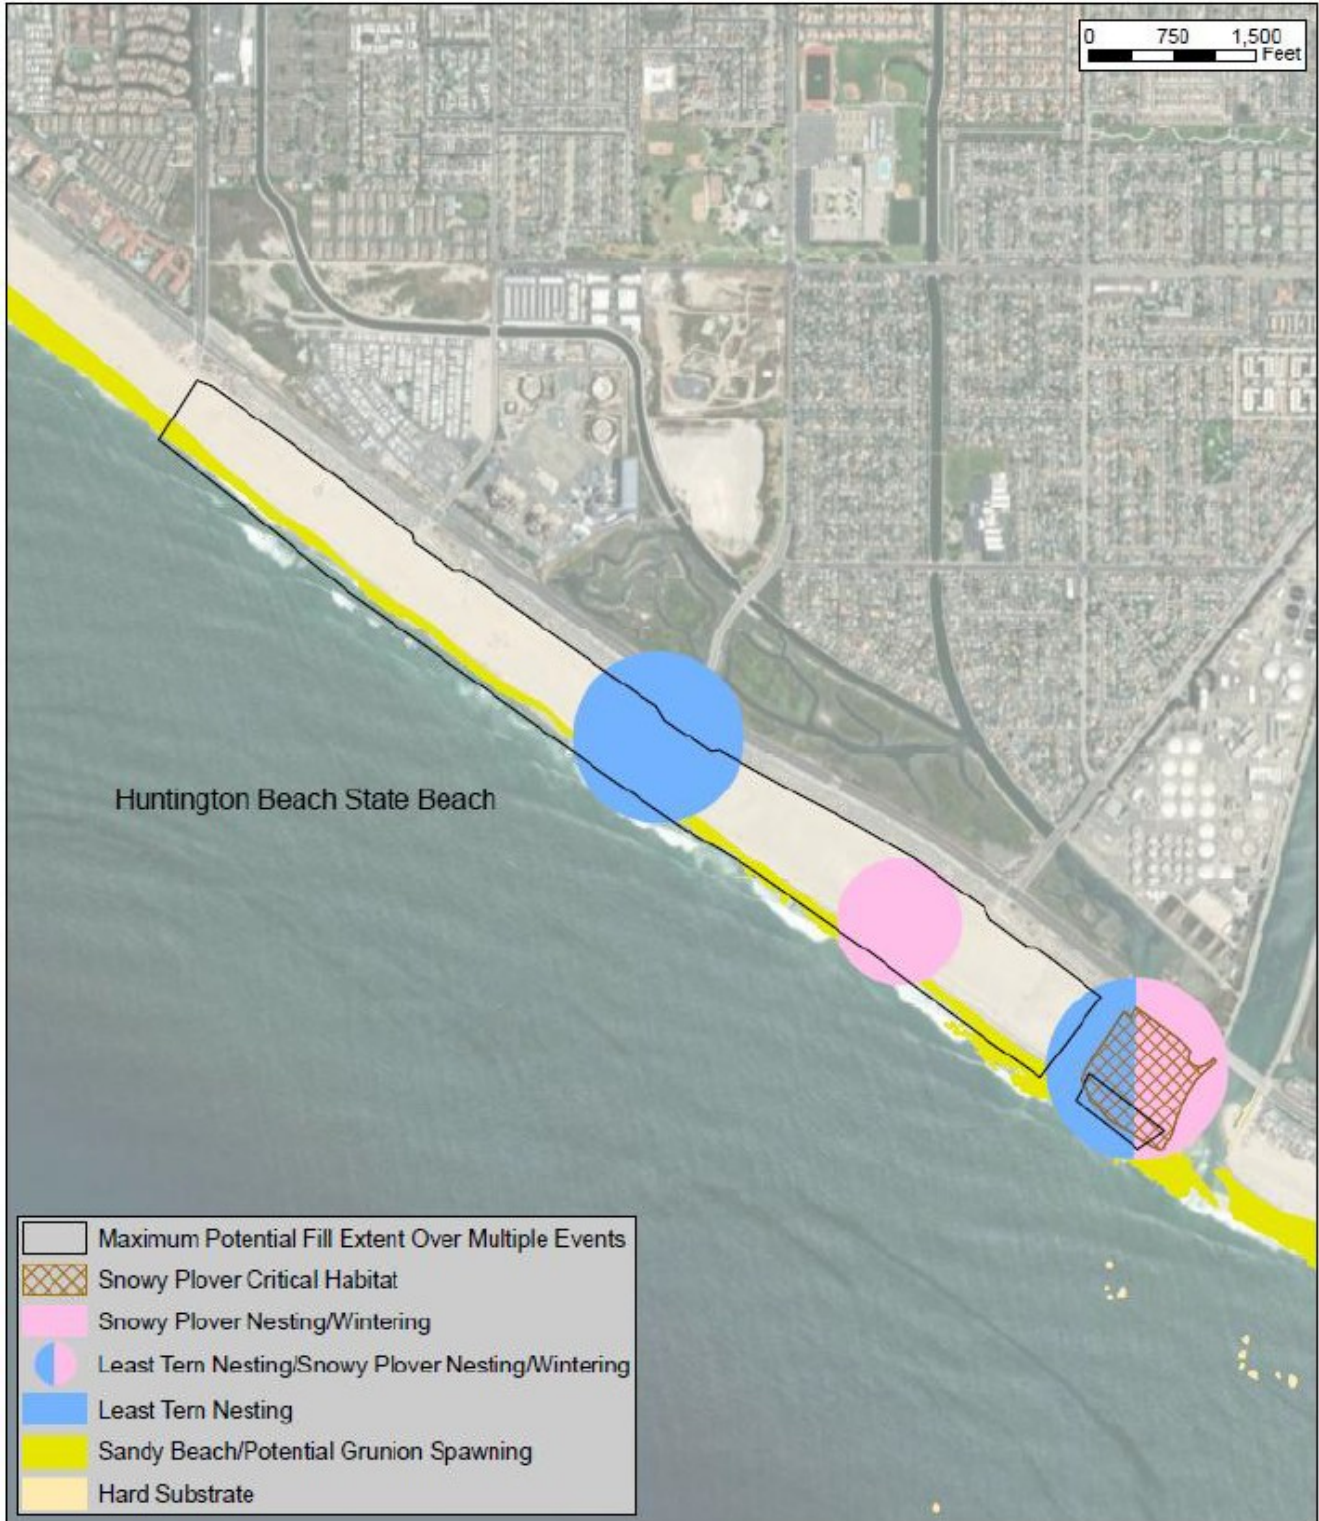 0 750 1,500
Feet
Huntington Beach State Beach
Maximum Potential Fill Extent Over Multiple Events
Snowy Plover Critical Habitat
Snowy Plover Nesting/Wintering
Least Tern Nesting/Snowy Plover Nesting/Wintering
Least Tern Nesting
Sandy Beach/Potential Grunion Spawning
Hard Substrate